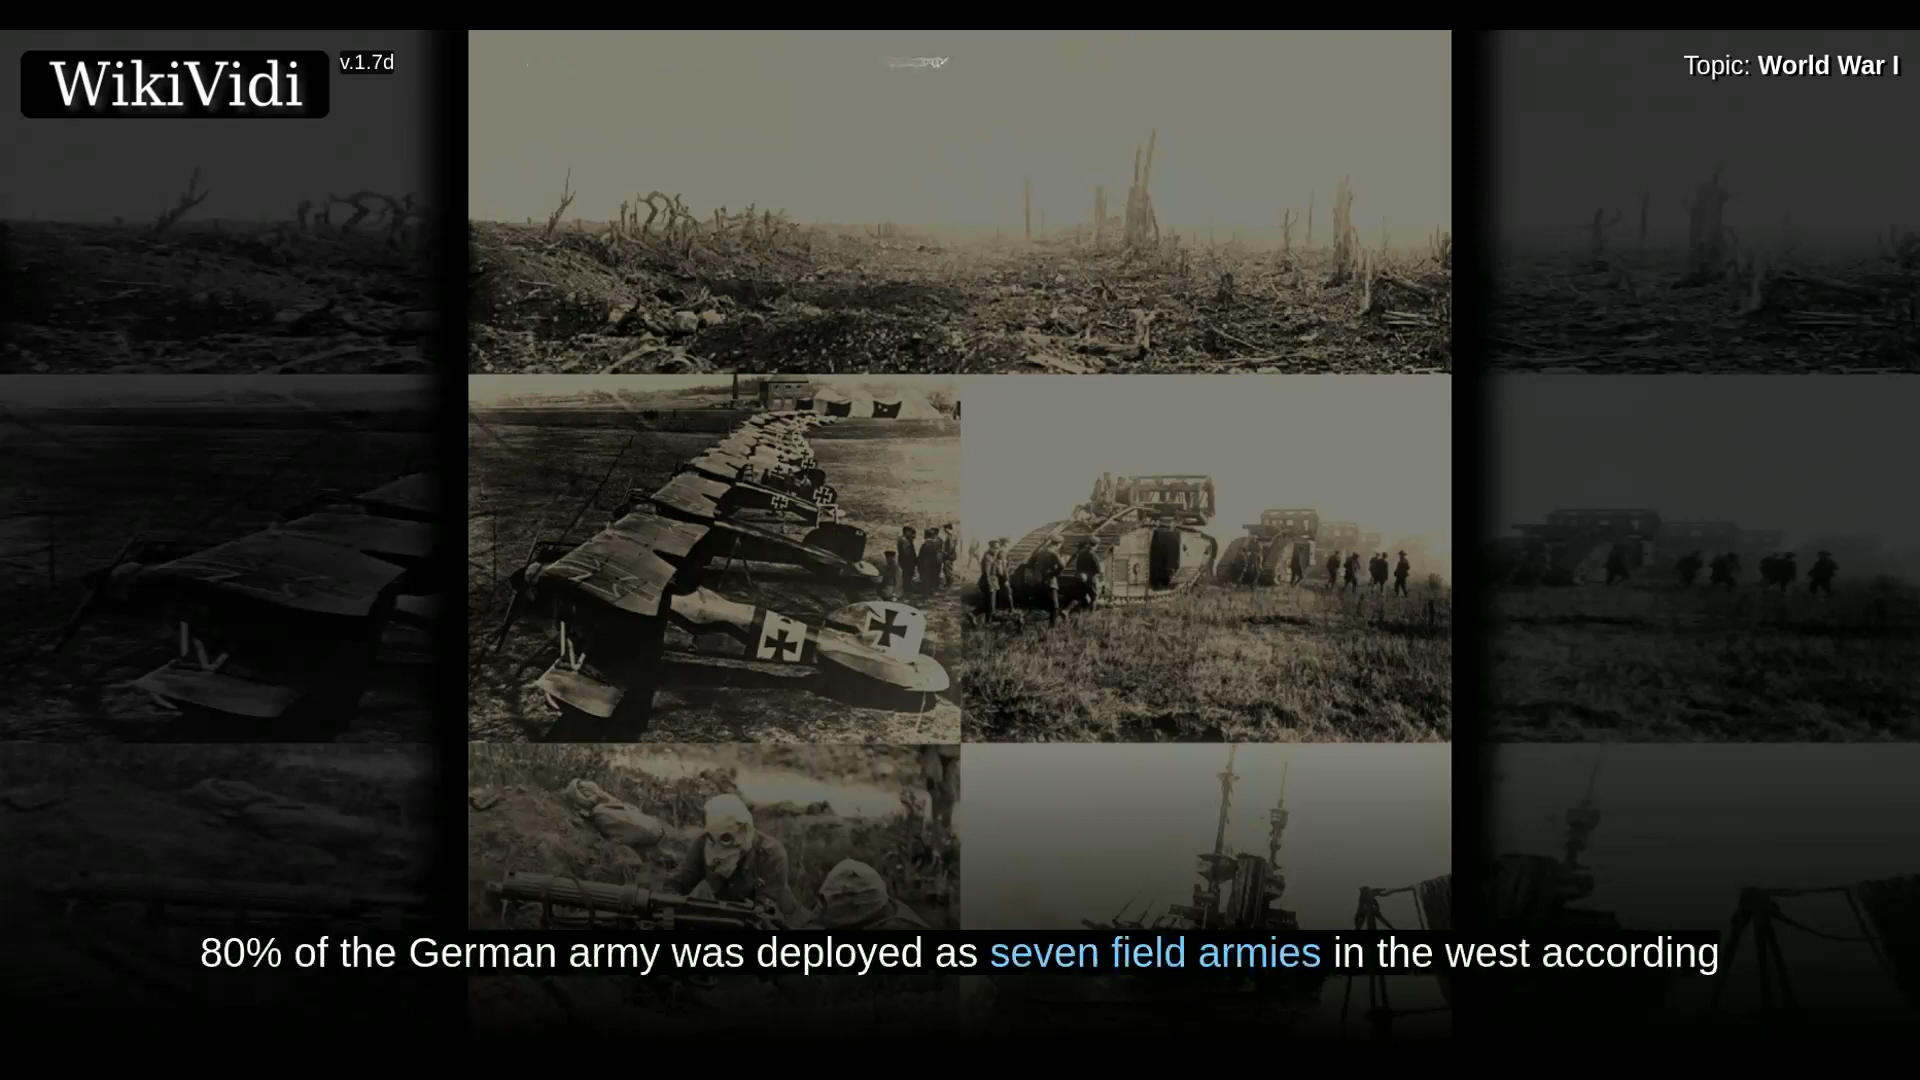 WikiVidi
v.1.7d
Topic: World War I
80% of the German army was deployed as seven field armies in the west according